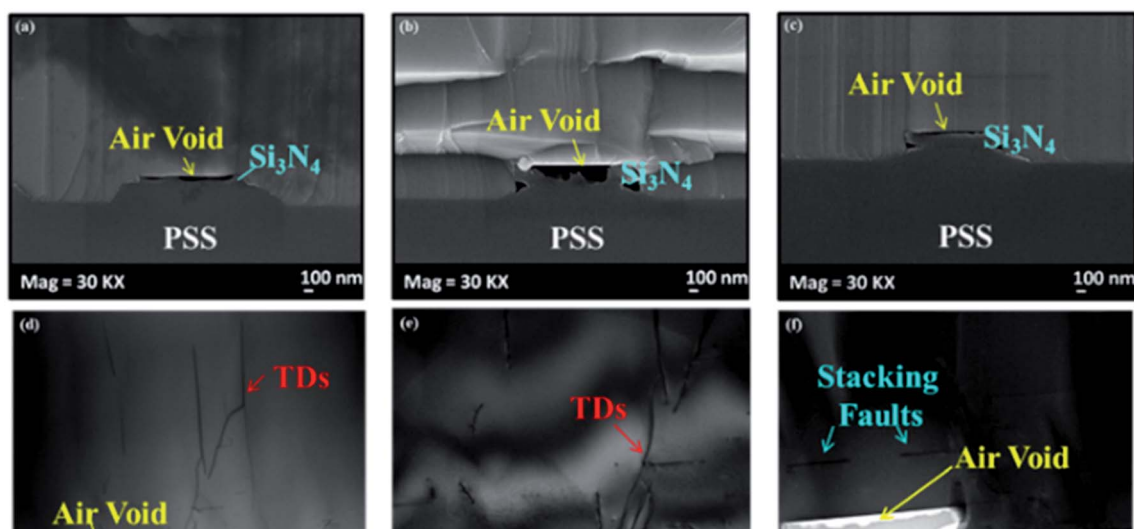 (a)
Air Void
Si₃N₄
PSS
Mag = 30 KX
100 nm
(b)
Air Void
Si₃N₄
PSS
Mag = 30 KX
100 nm
(c)
Air Void
Si₃N₄
PSS
Mag = 30 KX
100 nm
(d)
TDs
Air Void
(e)
TDs
(f)
Stacking
Faults
Air Void